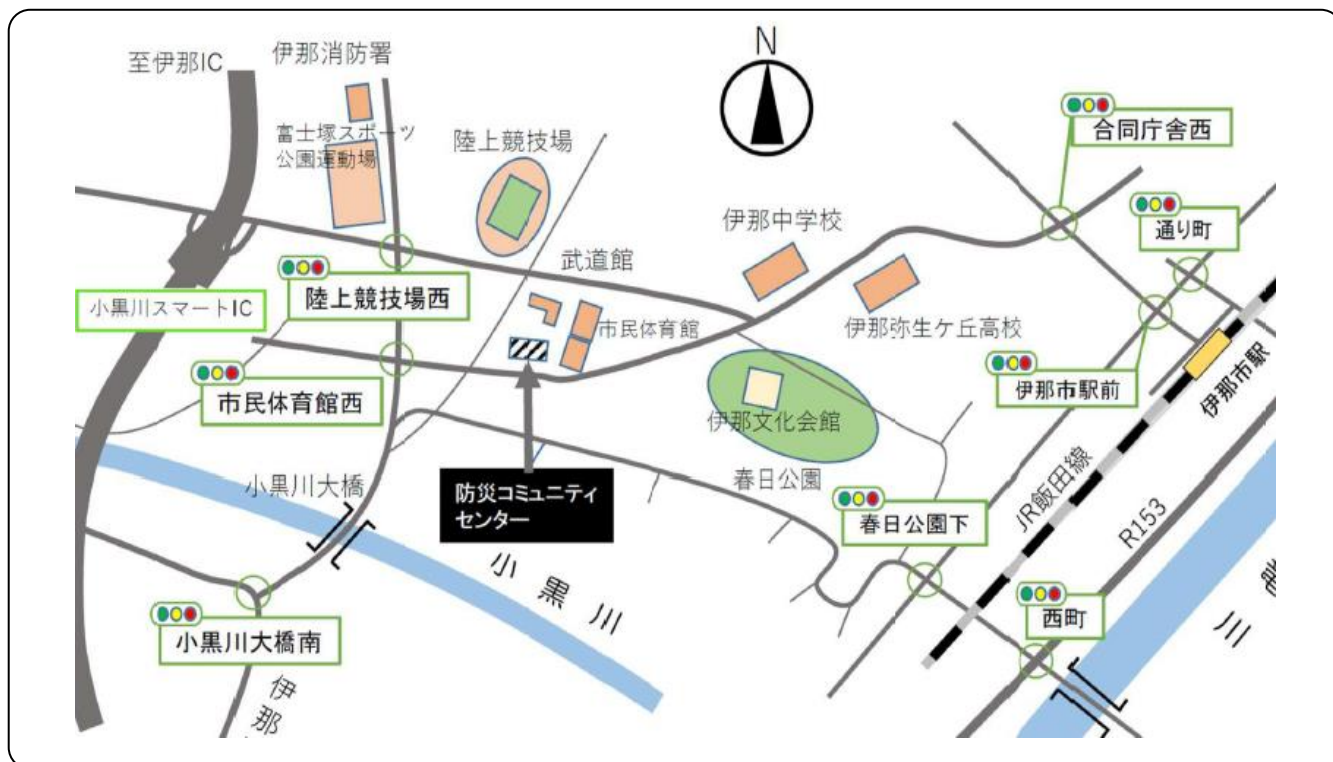 N
至伊那IC
伊那消防署
富士塚スポーツ
公園運動場
陸上競技場
合同庁舎西
通り町
伊那中学校
武道館
陸上競技場西
小黒川スマートIC
市民体育館
伊那弥生ケ丘高校
伊那市駅前
伊那市駅
市民体育館西
伊那文化会館
春日公園
小黒川大橋
防災コミュニティ
センター
春日公園下
JR飯田線
R153
小黒川
西町
小黒川大橋南
伊那
川